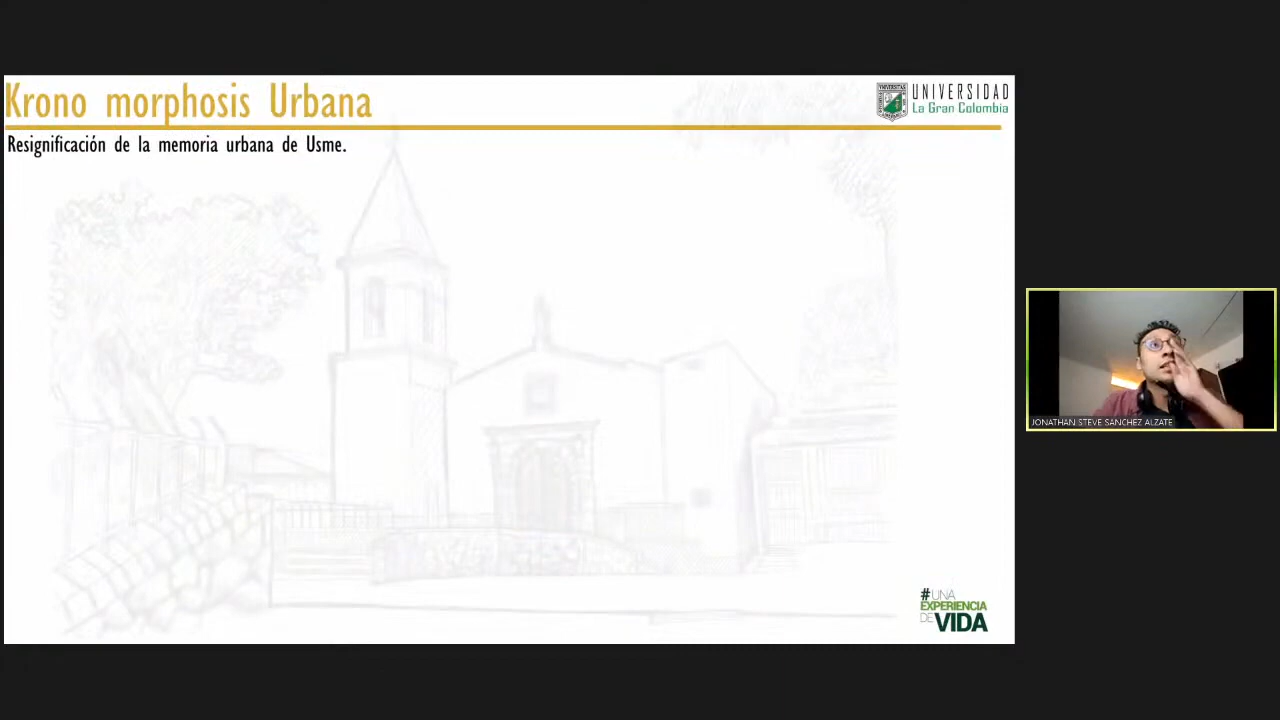 Krono morphosis Urbana
UNIVERSIDAD
La Gran Colombia
Resignificación de la memoria urbana de Usme.
JONATHAN STEVE SANCHEZ ALZATE
#UNA
EXPERIENCIA
DE VIDA